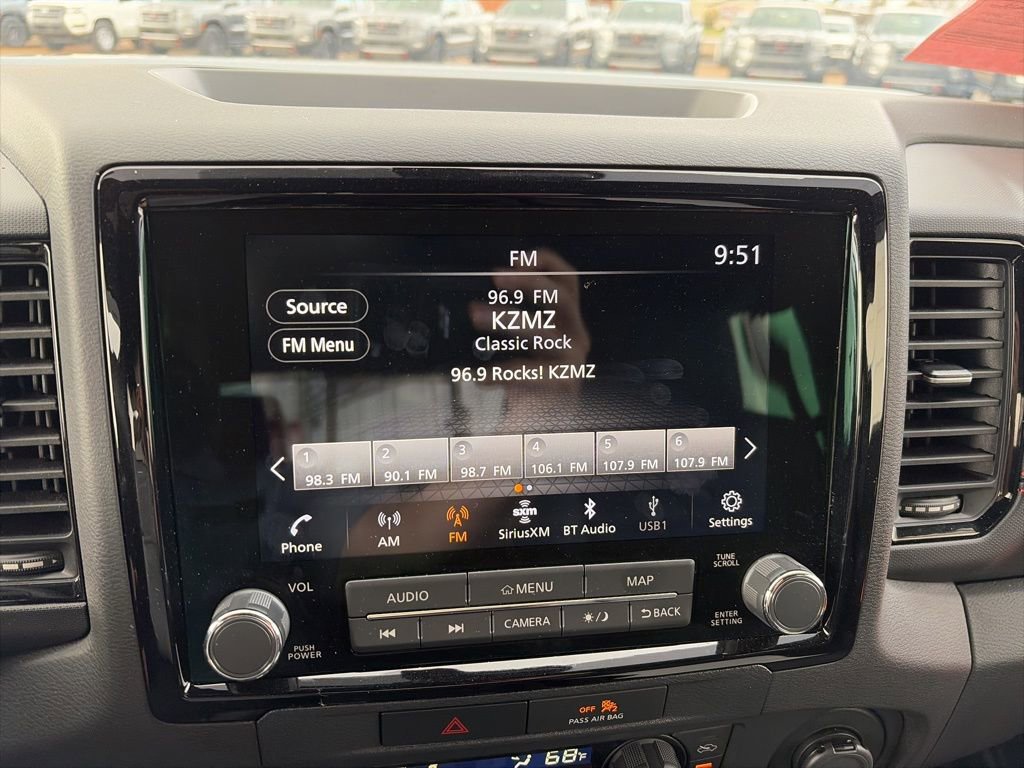 FM
9:51
Source
FM Menu
96.9 FM
KZMZ
Classic Rock
96.9 Rocks! KZMZ
1
98.3 FM
2
90.1 FM
3
98.7 FM
4
106.1 FM
5
107.9 FM
6
107.9 FM
Phone
AM
FM
sxm
SiriusXM
BT Audio
USB1
Settings
VOL
PUSH
POWER
AUDIO
MENU
MAP
CAMERA
BACK
TUNE
SCROLL
ENTER
SETTING
OFF
2
PASS AIR BAG
68°F